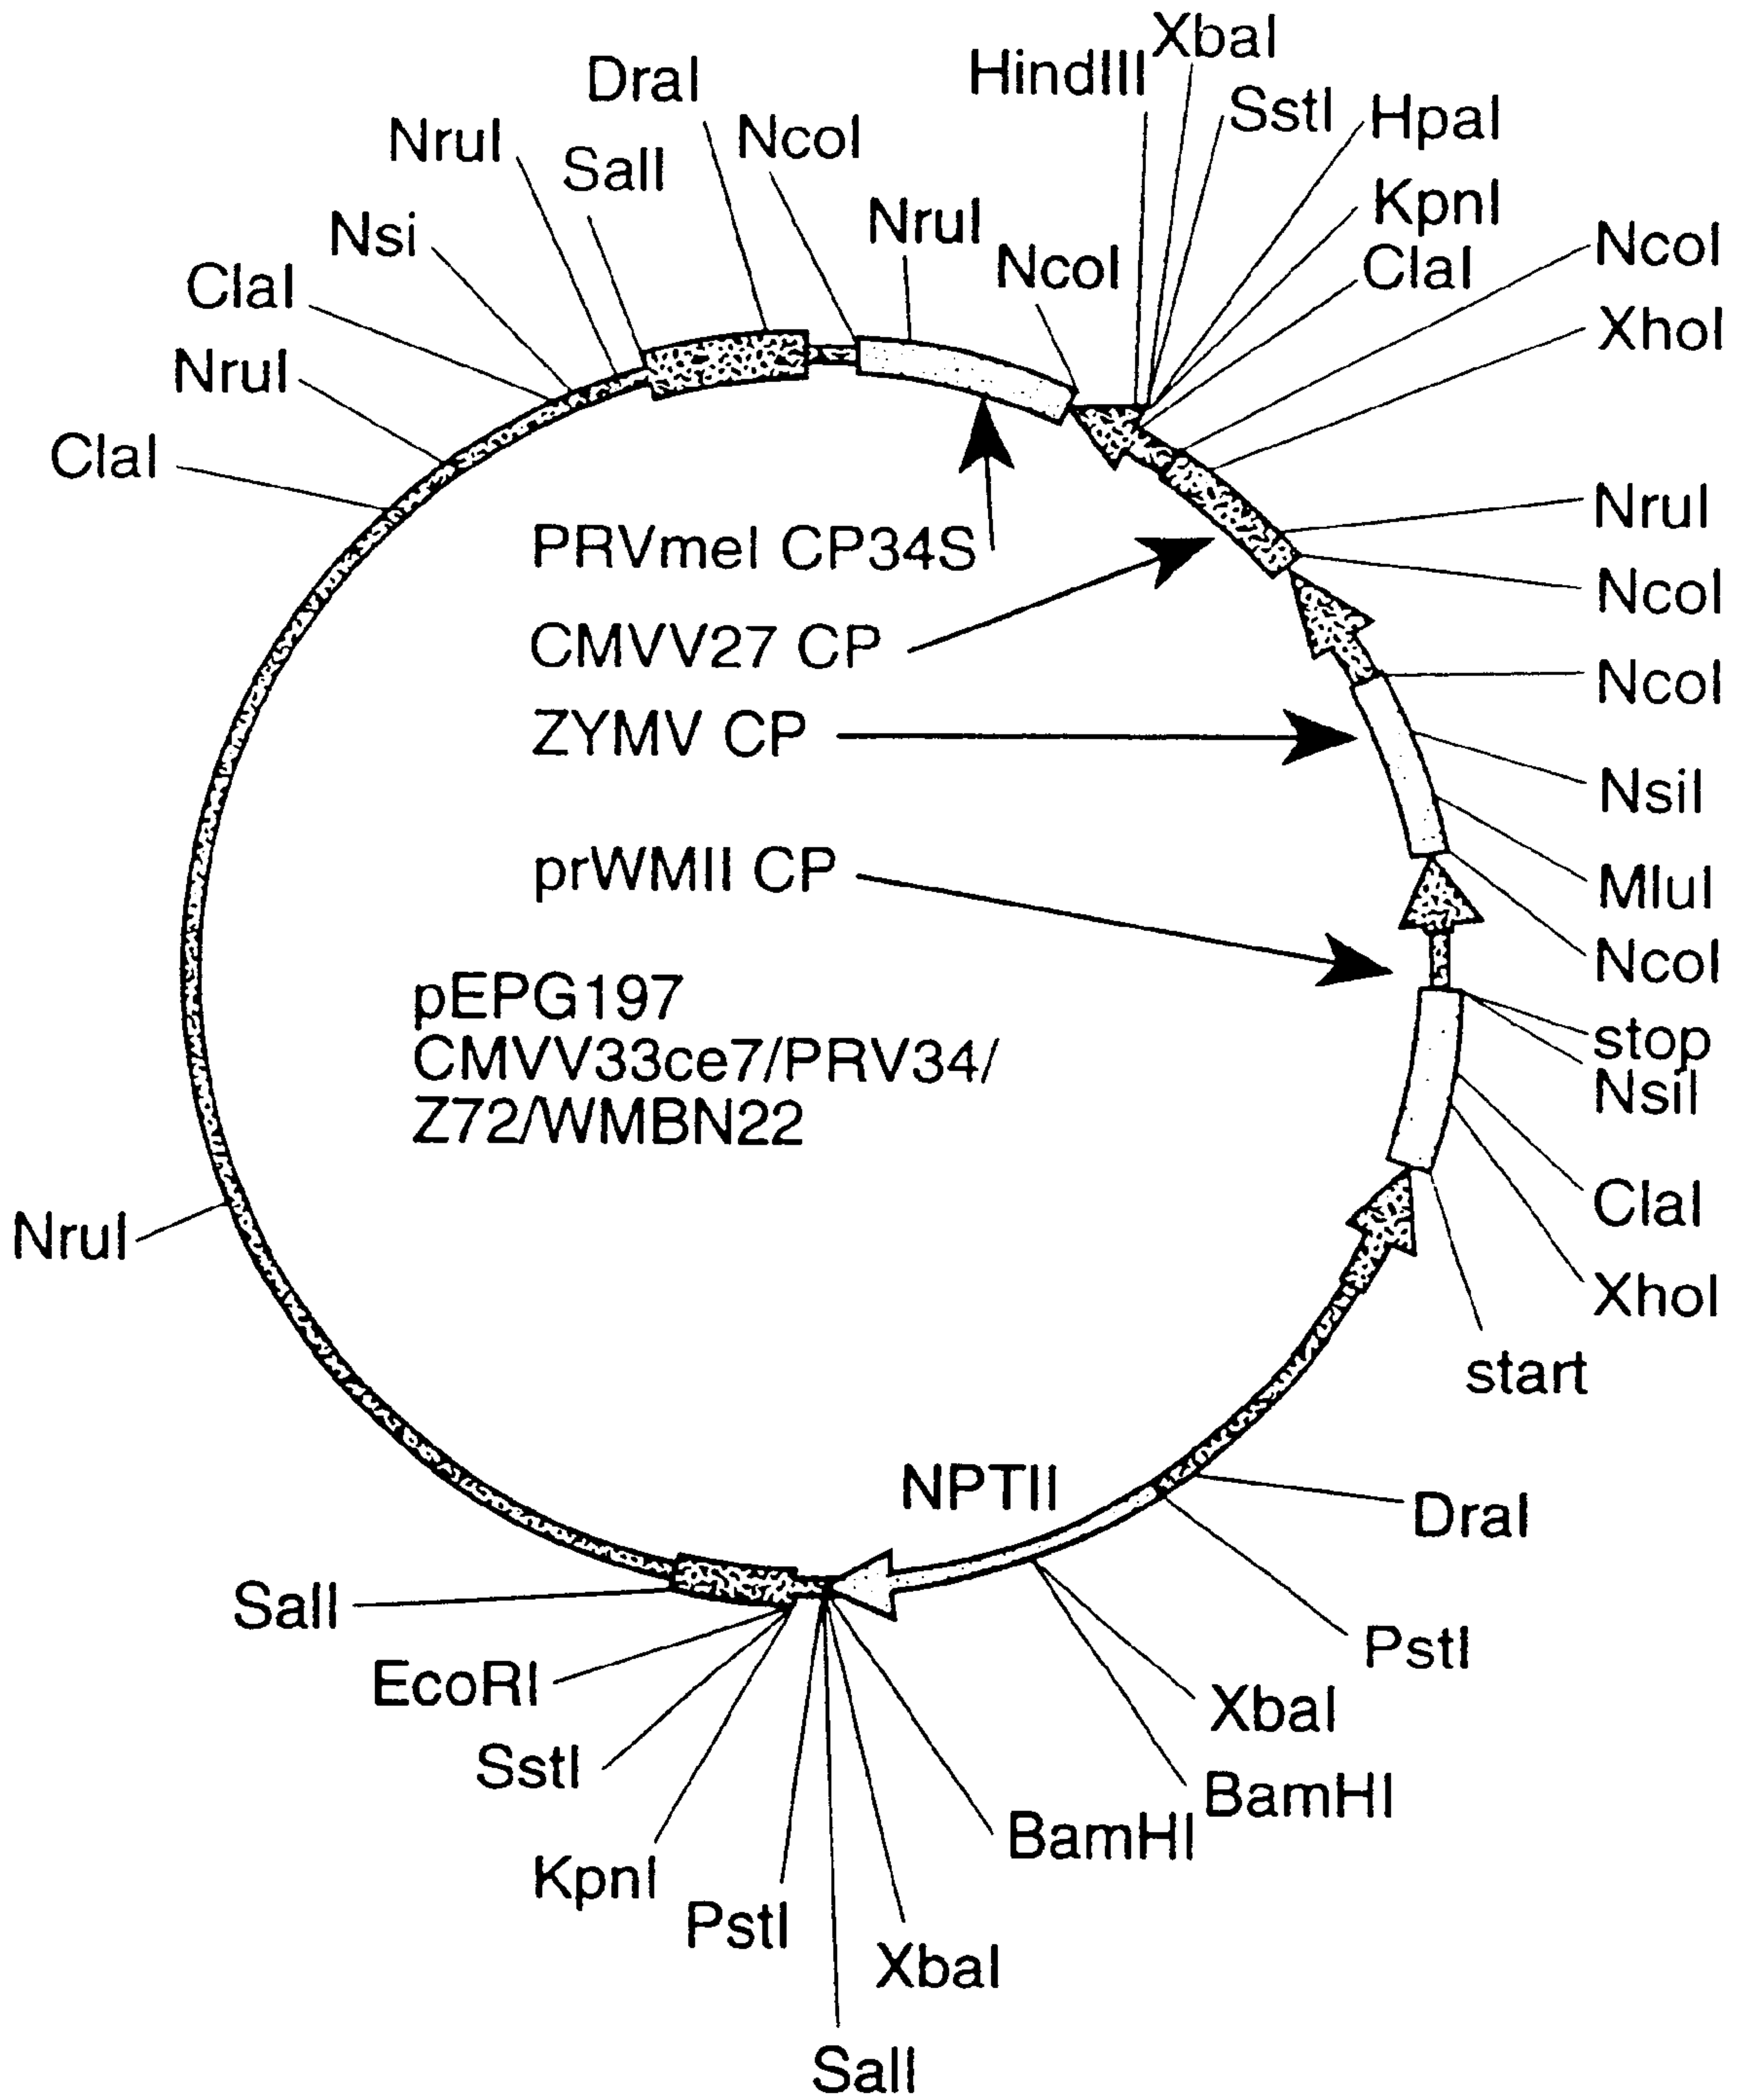 XbaI
HindIII
DraI
SstI
HpaI
NcoI
NruI
SalI
KpnI
NruI
Nsi
NcoI
NcoI
ClaI
ClaI
XhoI
NruI
ClaI
NruI
PRVmel CP34S
NcoI
CMVV27 CP
NcoI
ZYMV CP
NsiI
prWMII CP
MluI
NcoI
pEPG197
stop
CMVV33ce7/PRV34/
NsiI
Z72/WMBN22
ClaI
NruI
XhoI
start
NPTII
DraI
SalI
PstI
EcoRI
XbaI
SstI
BamHI
BamHI
KpnI
PstI
XbaI
SalI